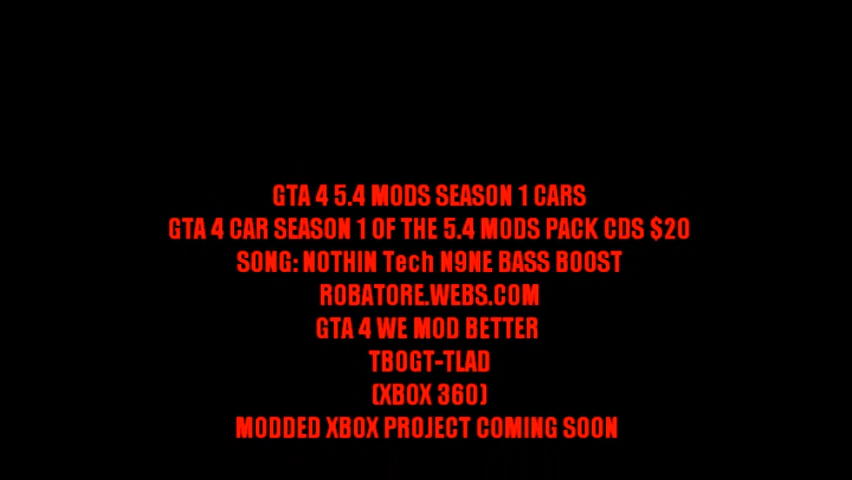 GTA 4 5.4 MODS SEASON 1 CARS
GTA 4 CAR SEASON 1 OF THE 5.4 MODS PACK CDS $20
SONG: NOTHIN Tech N9NE BASS BOOST
ROBATORE.WEBS.COM
GTA 4 WE MOD BETTER
TBOGT-TLAD
(XBOX 360)
MODDED XBOX PROJECT COMING SOON